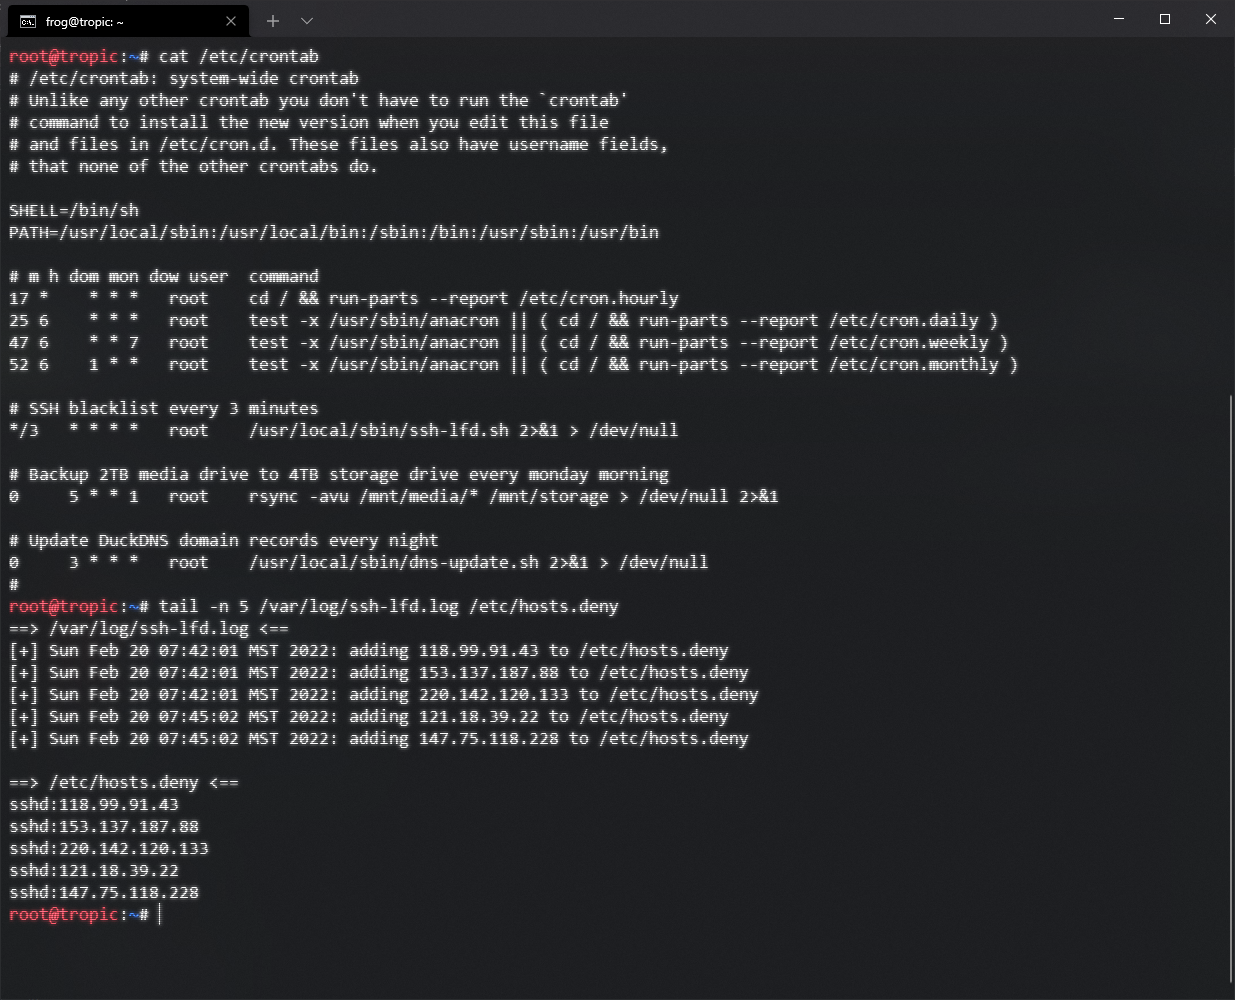 frog@tropic: ~
root@tropic:~# cat /etc/crontab
# /etc/crontab: system-wide crontab
# Unlike any other crontab you don't have to run the `crontab'
# command to install the new version when you edit this file
# and files in /etc/cron.d. These files also have username fields,
# that none of the other crontabs do.

SHELL=/bin/sh
PATH=/usr/local/sbin:/usr/local/bin:/sbin:/bin:/usr/sbin:/usr/bin

# m h dom mon dow user  command
17 *    * * *   root    cd / && run-parts --report /etc/cron.hourly
25 6    * * *   root    test -x /usr/sbin/anacron || ( cd / && run-parts --report /etc/cron.daily )
47 6    * * 7   root    test -x /usr/sbin/anacron || ( cd / && run-parts --report /etc/cron.weekly )
52 6    1 * *   root    test -x /usr/sbin/anacron || ( cd / && run-parts --report /etc/cron.monthly )

# SSH blacklist every 3 minutes
*/3   * * * *   root    /usr/local/sbin/ssh-lfd.sh 2>&1 > /dev/null

# Backup 2TB media drive to 4TB storage drive every monday morning
0     5 * * 1   root    rsync -avu /mnt/media/* /mnt/storage > /dev/null 2>&1

# Update DuckDNS domain records every night
0     3 * * *   root    /usr/local/sbin/dns-update.sh 2>&1 > /dev/null
#
root@tropic:~# tail -n 5 /var/log/ssh-lfd.log /etc/hosts.deny
==> /var/log/ssh-lfd.log <==
[+] Sun Feb 20 07:42:01 MST 2022: adding 118.99.91.43 to /etc/hosts.deny
[+] Sun Feb 20 07:42:01 MST 2022: adding 153.137.187.88 to /etc/hosts.deny
[+] Sun Feb 20 07:42:01 MST 2022: adding 220.142.120.133 to /etc/hosts.deny
[+] Sun Feb 20 07:45:02 MST 2022: adding 121.18.39.22 to /etc/hosts.deny
[+] Sun Feb 20 07:45:02 MST 2022: adding 147.75.118.228 to /etc/hosts.deny

==> /etc/hosts.deny <==
sshd:118.99.91.43
sshd:153.137.187.88
sshd:220.142.120.133
sshd:121.18.39.22
sshd:147.75.118.228
root@tropic:~#